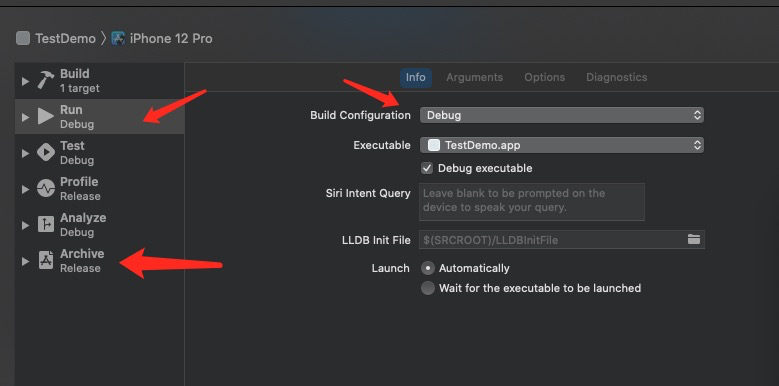 TestDemo 〉 iPhone 12 Pro
Build
1 target
Run
Debug
Test
Debug
Profile
Release
Analyze
Debug
Archive
Release
Info Arguments Options Diagnostics
Build Configuration Debug
Executable TestDemo.app
Debug executable
Siri Intent Query Leave blank to be prompted on the
device to speak your query.
LLDB Init File $(SRCROOT)/LLDBInitFile
Launch Automatically
Wait for the executable to be launched